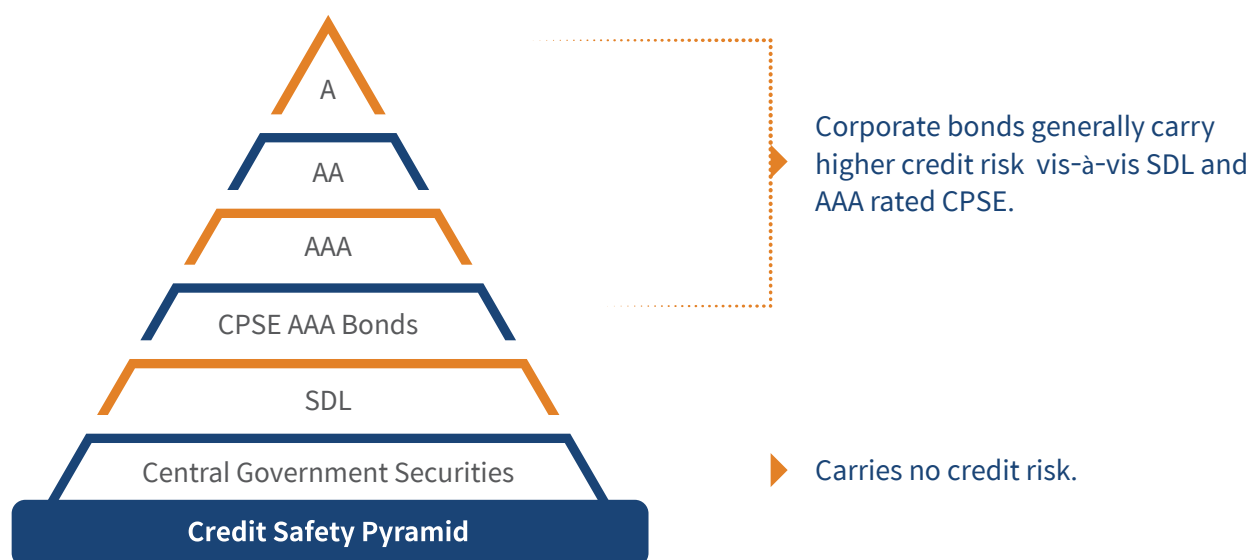 A
AA
AAA
CPSE AAA Bonds
SDL
Central Government Securities
Credit Safety Pyramid
Corporate bonds generally carry
higher credit risk vis-à-vis SDL and
AAA rated CPSE.
Carries no credit risk.